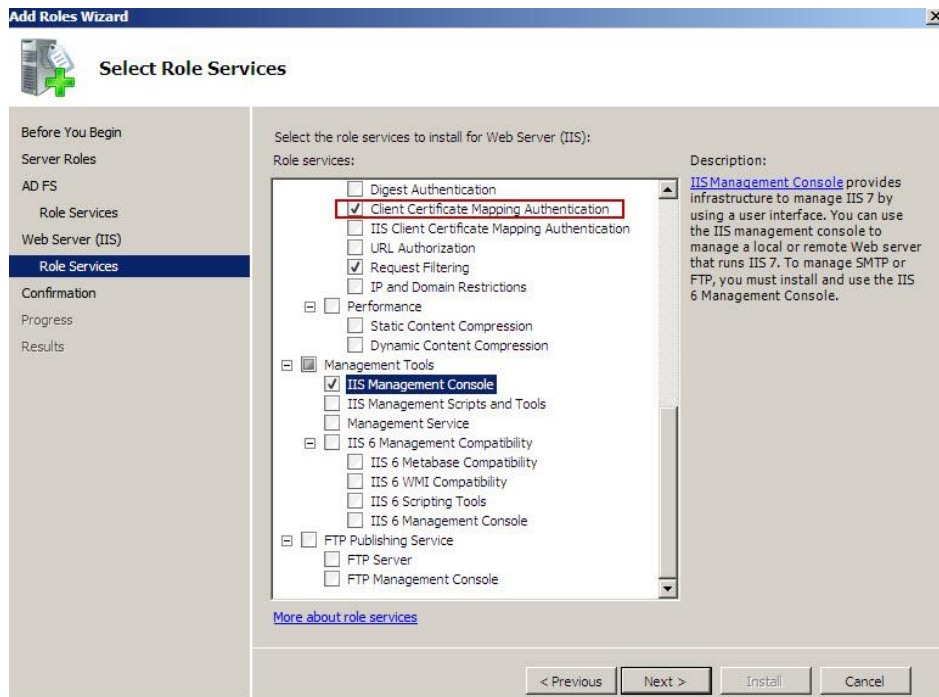 Add Roles Wizard
Select Role Services
Before You Begin
Server Roles
AD FS
Role Services
Web Server (IIS)
Role Services
Confirmation
Progress
Results
Select the role services to install for Web Server (IIS):
Role services:
Digest Authentication
Client Certificate Mapping Authentication
IIS Client Certificate Mapping Authentication
URL Authorization
Request Filtering
IP and Domain Restrictions
Performance
Static Content Compression
Dynamic Content Compression
Management Tools
IIS Management Console
IIS Management Scripts and Tools
Management Service
IIS 6 Management Compatibility
IIS 6 Metabase Compatibility
IIS 6 WMI Compatibility
IIS 6 Scripting Tools
IIS 6 Management Console
FTP Publishing Service
FTP Server
FTP Management Console
More about role services
Description:
IIS Management Console provides
infrastructure to manage IIS 7 by
using a user interface. You can use
the IIS management console to
manage a local or remote Web server
that runs IIS 7. To manage SMTP or
FTP, you must install and use the IIS
6 Management Console.
< Previous
Next >
Install
Cancel